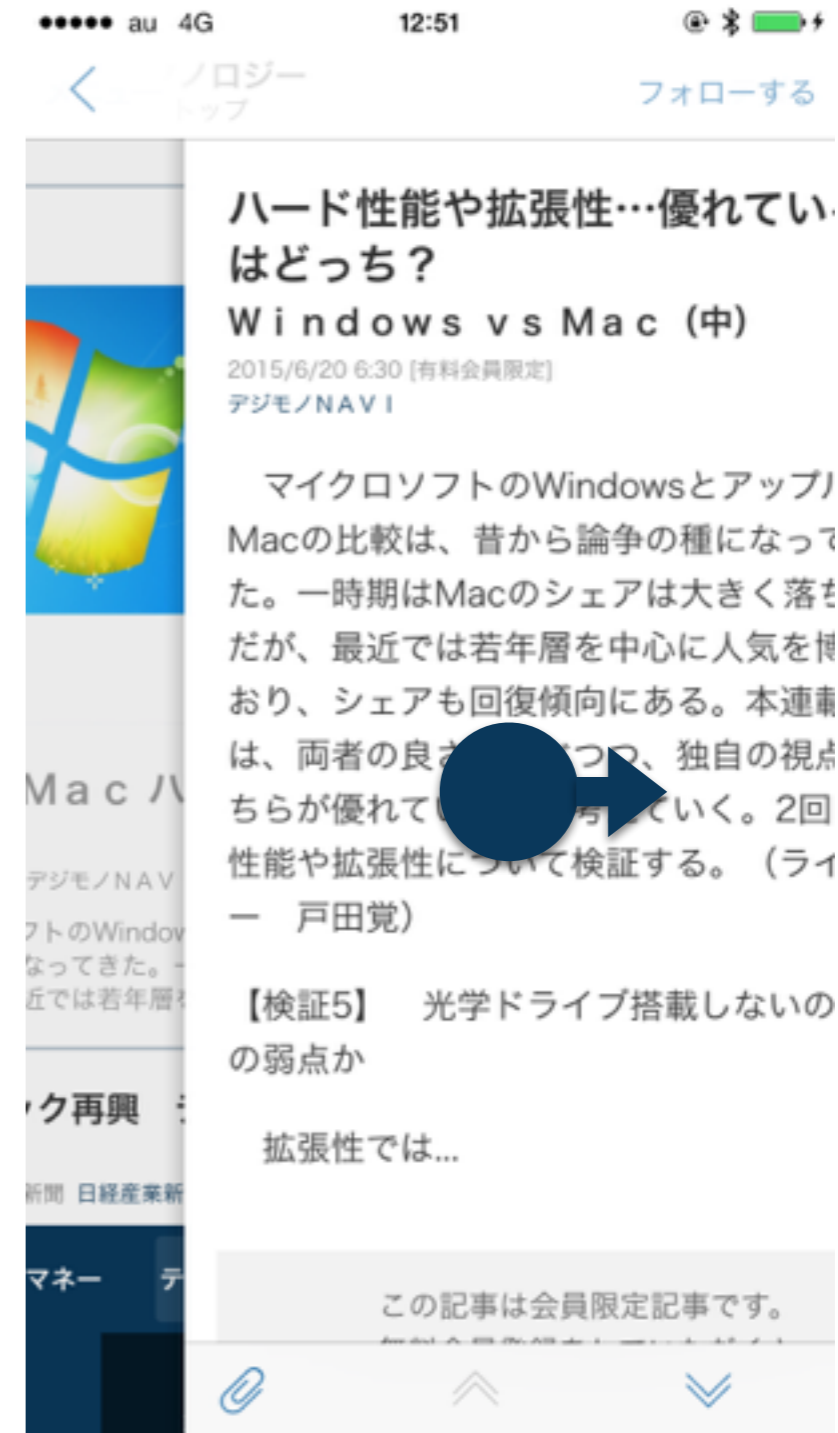 au 4G
12:51
ノロジー
トップ
フォローする
ハード性能や拡張性…優れてい
はどっち？
Ｗｉｎｄｏｗｓ ｖｓ Ｍａｃ（中）
2015/6/20 6:30 [有料会員限定]
デジモノＮＡＶＩ
マイクロソフトのWindowsとアップル
Macの比較は、昔から論争の種になって
た。一時期はMacのシェアは大きく落ち
だが、最近では若年層を中心に人気を博
おり、シェアも回復傾向にある。本連載
は、両者の良さ つつ、独自の視点
ちらが優れて ていく。2回
性能や拡張性について検証する。（ライ
ー　戸田覚）
【検証5】　光学ドライブ搭載しないの
の弱点か
拡張性では...
この記事は会員限定記事です。
Ｍａｃ ハ
デジモノＮＡＶ
フトのWindow
なってきた。
近では若年層
ック再興
新聞 日経産業新
マネー
テ